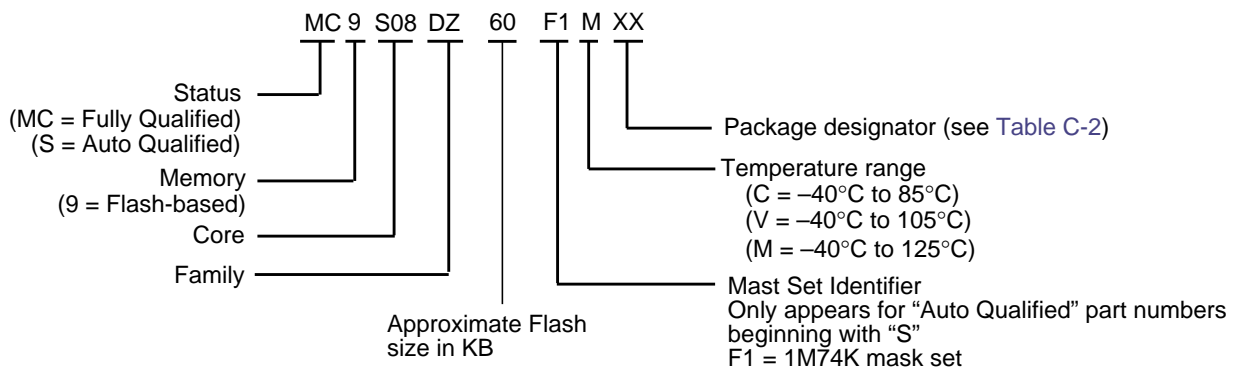 MC 9 S08 DZ 60 F1 M XX
Status
(MC = Fully Qualified)
(S = Auto Qualified)
Memory
(9 = Flash-based)
Core
Family
Approximate Flash
size in KB
Package designator (see Table C-2)
Temperature range
(C = –40°C to 85°C)
(V = –40°C to 105°C)
(M = –40°C to 125°C)
Mast Set Identifier
Only appears for “Auto Qualified” part numbers
beginning with “S”
F1 = 1M74K mask set